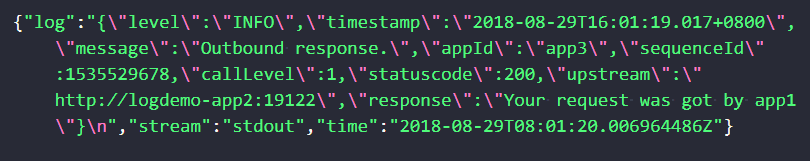 {"log":"{\"level\":\"INFO\",\"timestamp\":\"2018-08-29T16:01:19.017+0800\",
\"message\":\"Outbound response.\",\"appId\":\"app3\",\"sequenceId\"
:1535529678,\"callLevel\":1,\"statuscode\":200,\"upstream\":\"
http://logdemo-app2:19122\",\"response\":\"Your request was got by app1
\"}\n","stream":"stdout","time":"2018-08-29T08:01:20.006964486Z"}